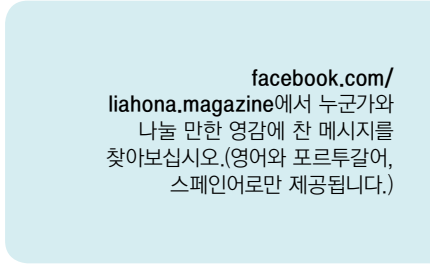 facebook.com/
liahona.magazine에서 누군가와
나눌 만한 영감에 찬 메시지를
찾아보십시오.(영어와 포르투갈어,
스페인어로만 제공됩니다.)